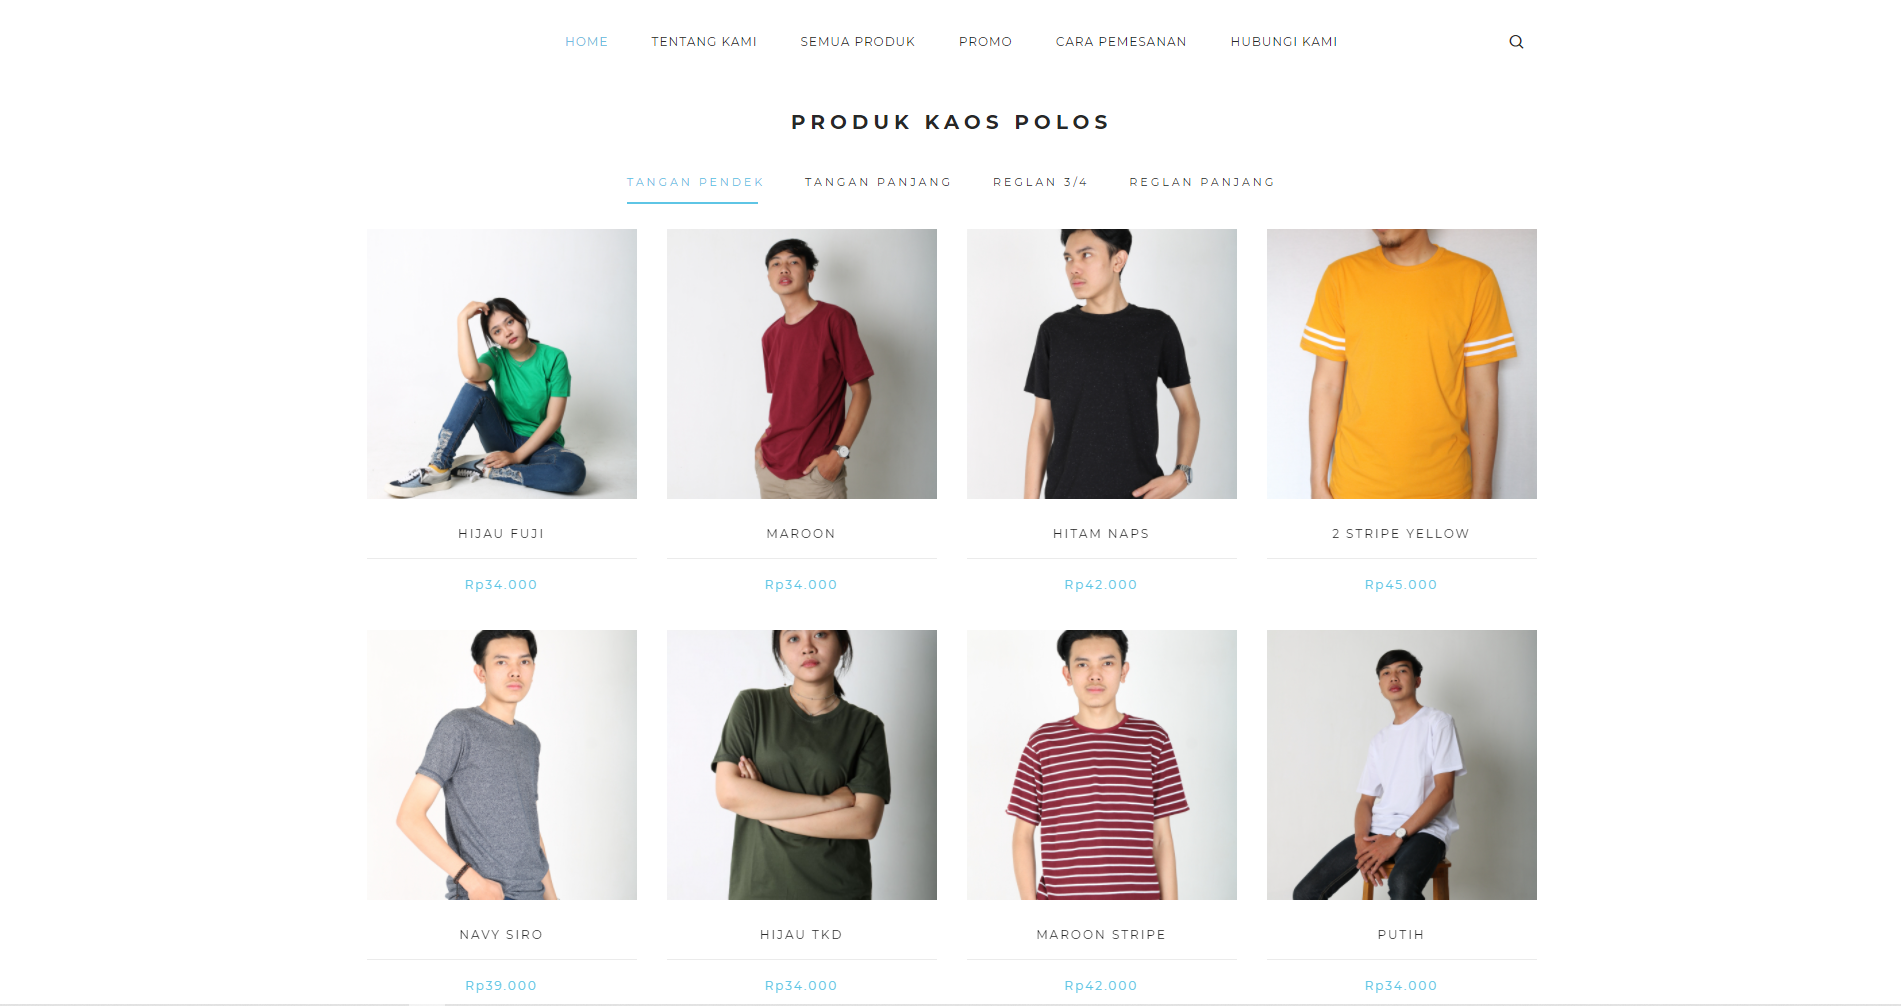 HOME TENTANG KAMI SEMUA PRODUK PROMO CARA PEMESANAN HUBUNGI KAMI
PRODUK KAOS POLOS
TANGAN PENDEK TANGAN PANJANG REGLAN 3/4 REGLAN PANJANG
HIJAU FUJI MAROON HITAM NAPS 2 STRIPE YELLOW
Rp34.000 Rp34.000 Rp42.000 Rp45.000
NAVY SIRO HIJAU TKD MAROON STRIPE PUTIH
Rp39.000 Rp34.000 Rp42.000 Rp34.000